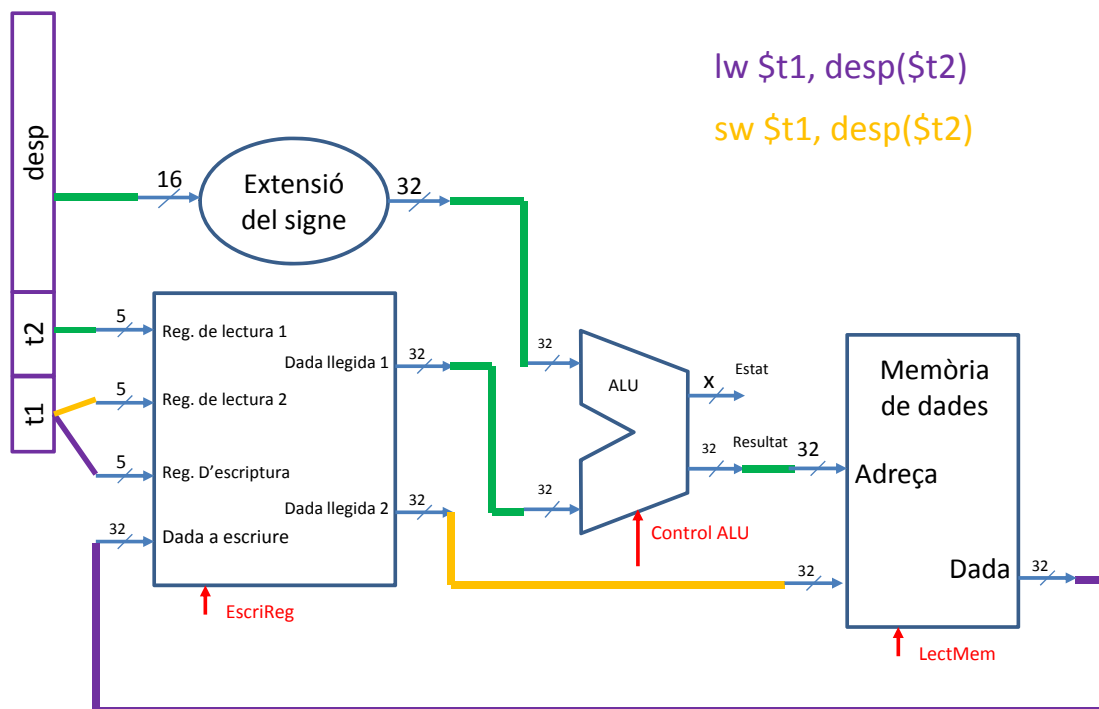 lw $t1, desp($t2)
sw $t1, desp($t2)
desp
16
Extensió
del signe
32
t2
5
Reg. de lectura 1
Dada llegida 1
32
32
ALU
X
Estat
Memòria
de dades
t1
5
Reg. de lectura 2
5
Reg. D'escriptura
32
Resultat
32
Adreça
Dada llegida 2
32
32
32
Dada a escriure
Control ALU
32
Dada
32
EscriReg
LectMem